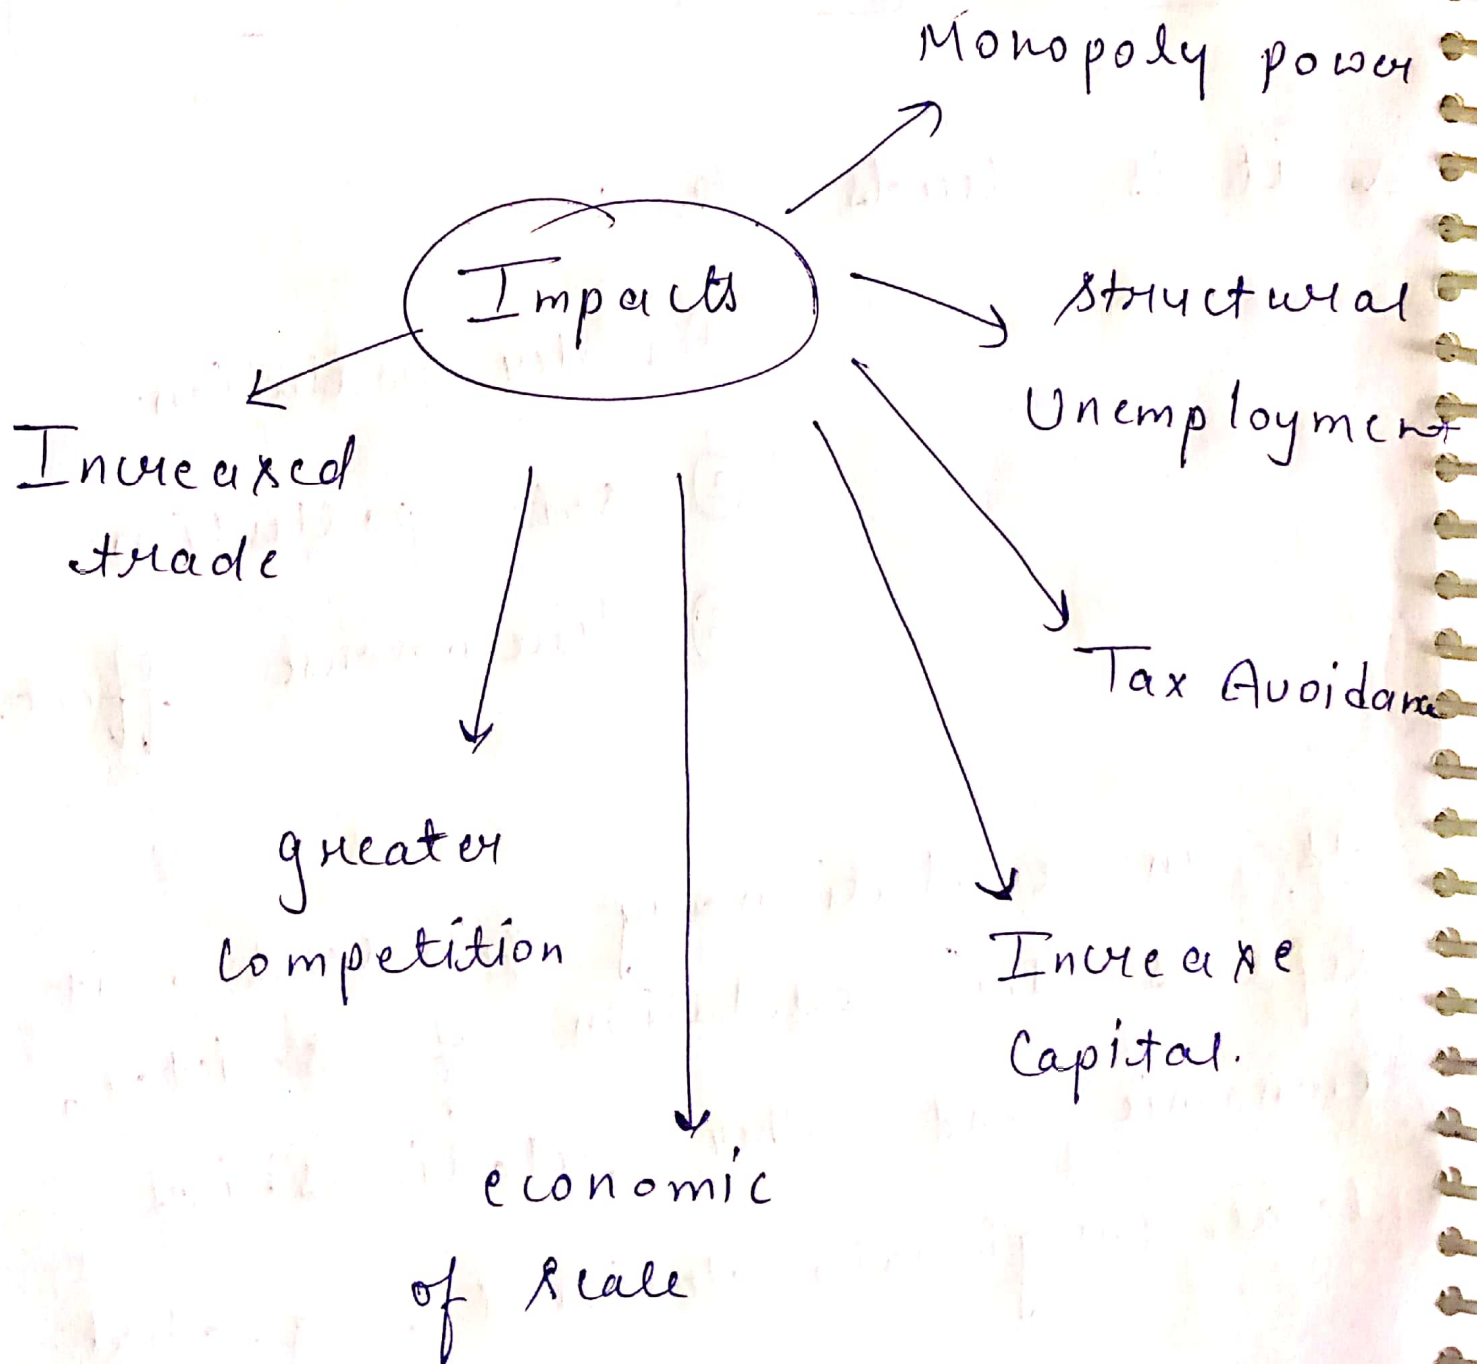 Monopoly power
Impacts
structural
Unemployment
Increased
trade
Tax Avoidance
greater
competition
Increase
Capital.
economic
of scale